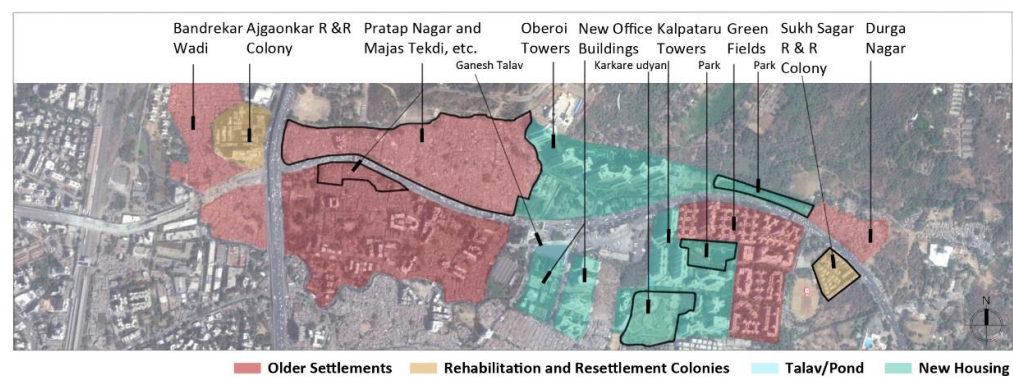 Bandrekar
Wadi
Ajgaonkar R &R
Colony
Pratap Nagar and
Majas Tekdi, etc.
Ganesh Talav
Oberoi
Towers
New Office
Buildings
Karkare udyan
Kalpataru
Towers
Park
Green
Fields
Park
Sukh Sagar
R & R
Colony
Durga
Nagar
N
Older Settlements
Rehabilitation and Resettlement Colonies
Talav/Pond
New Housing